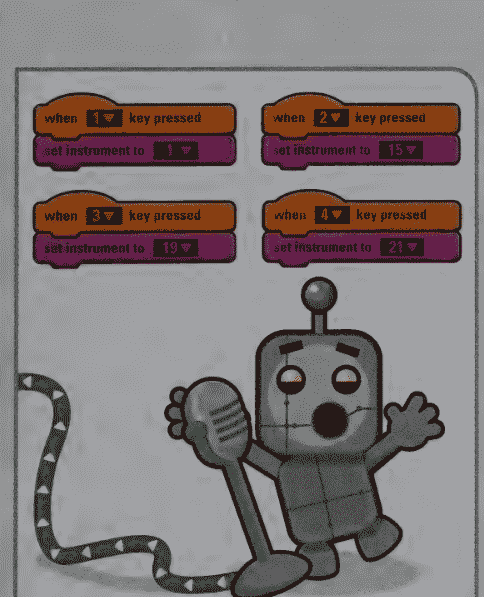 when 1 key pressed
set instrument to 1
when 2 key pressed
set instrument to 15
when 3 key pressed
set instrument to 19
when 4 key pressed
set instrument to 21